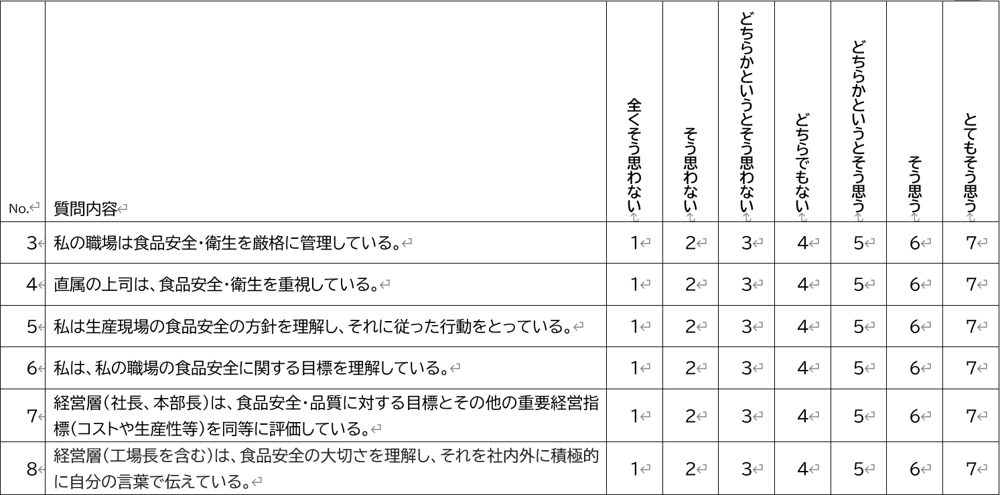 No. 質問内容 全くそう思わない そう思わない どちらかというとそう思わない どちらでもない どちらかというとそう思う そう思う とてもそう思う
3 私の職場は食品安全・衛生を厳格に管理している。 1 2 3 4 5 6 7
4 直属の上司は、食品安全・衛生を重視している。 1 2 3 4 5 6 7
5 私は生産現場の食品安全の方針を理解し、それに従った行動をとっている。 1 2 3 4 5 6 7
6 私は、私の職場の食品安全に関する目標を理解している。 1 2 3 4 5 6 7
7 経営層（社長、本部長）は、食品安全・品質に対する目標とその他の重要経営指
標（コストや生産性等）を同等に評価している。 1 2 3 4 5 6 7
8 経営層（工場長を含む）は、食品安全の大切さを理解し、それを社内外に積極的
に自分の言葉で伝えている。 1 2 3 4 5 6 7